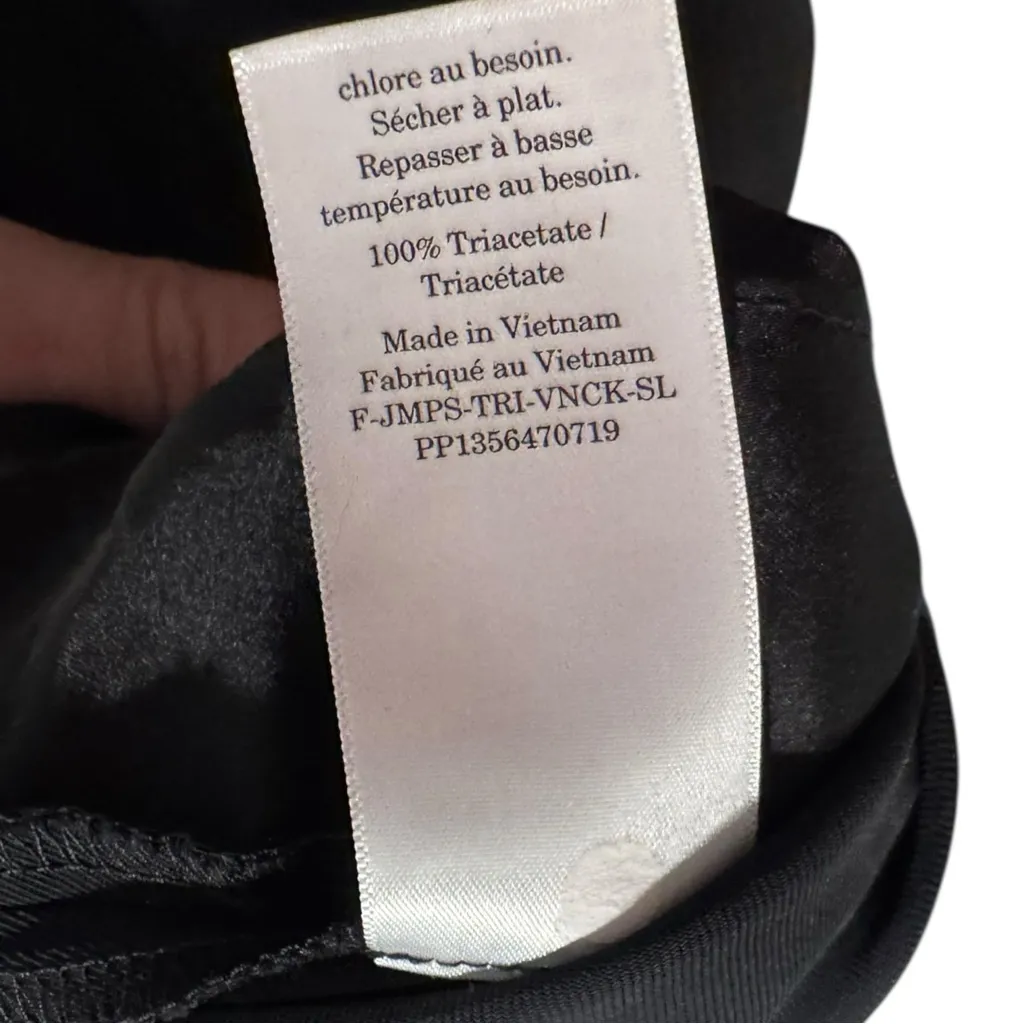 chlore au besoin.
Sécher à plat.
Repasser à basse
température au besoin.
100% Triacetate /
Triacétate
Made in Vietnam
Fabriqué au Vietnam
F-JMPS-TRI-VNCK-SL
PP1356470719